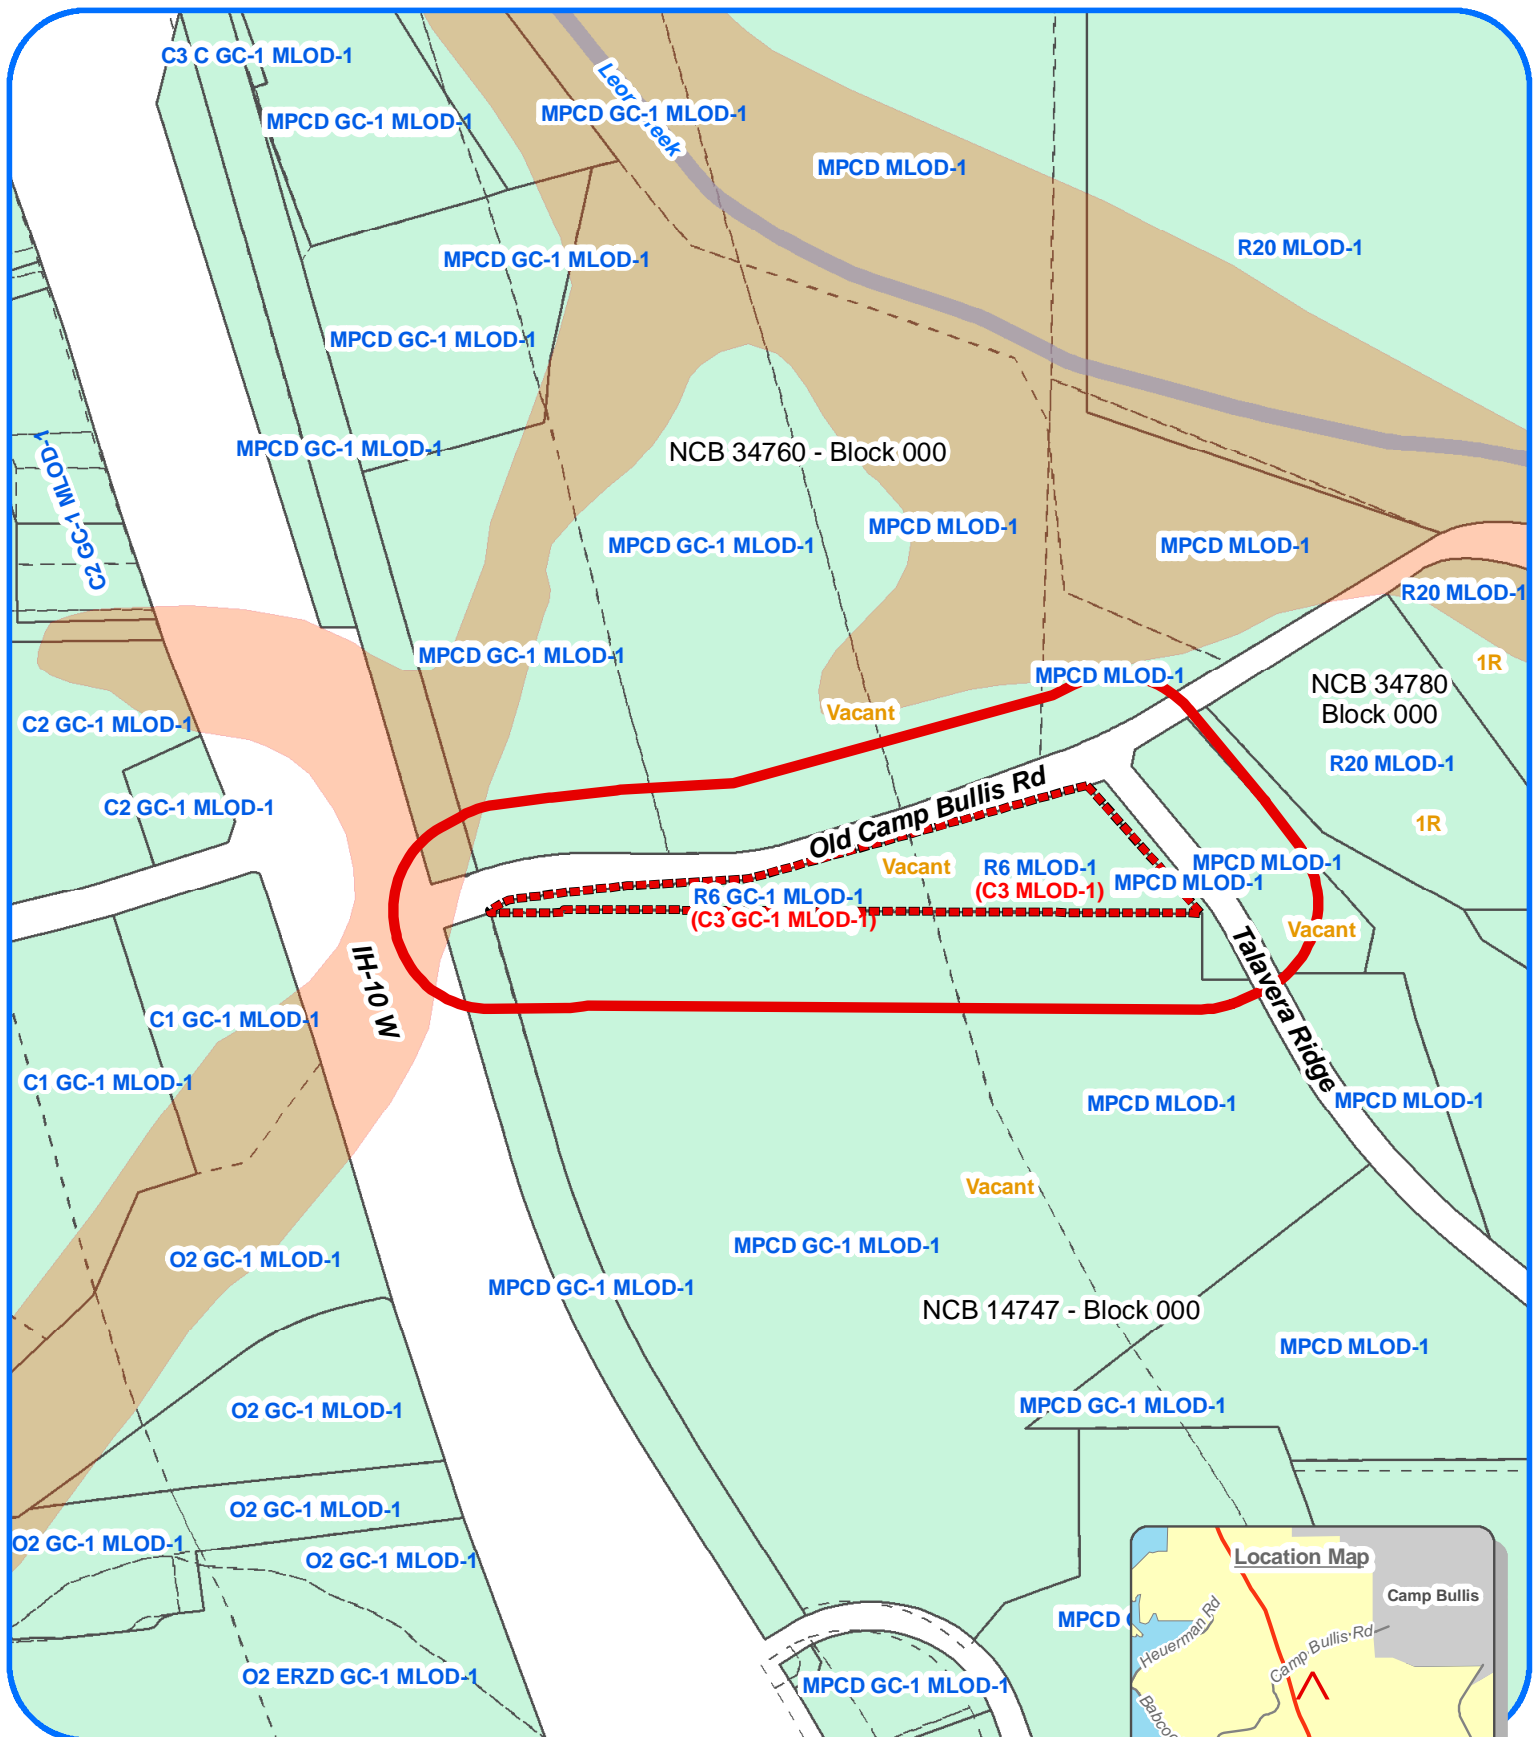 C3 C GC-1 MLOD-1
MPCD GC-1 MLOD-1
MPCD GC-1 MLOD-1
MPCD MLOD-1
R20 MLOD-1
MPCD GC-1 MLOD-1
MPCD GC-1 MLOD-1
MPCD GC-1 MLOD-1
C2 GC-1 MLOD-1
NCB 34760 - Block 000
MPCD GC-1 MLOD-1
MPCD MLOD-1
MPCD MLOD-1
R20 MLOD-1
MPCD GC-1 MLOD-1
MPCD MLOD-1
1R
NCB 34780
Block 000
Vacant
C2 GC-1 MLOD-1
R20 MLOD-1
C2 GC-1 MLOD-1
1R
Old Camp Bullis Rd
Vacant
R6 MLOD-1
(C3 MLOD-1)
MPCD MLOD-1
MPCD MLOD-1
R6 GC-1 MLOD-1
(C3 GC-1 MLOD-1)
Vacant
IH-10 W
Talavera Ridge
C1 GC-1 MLOD-1
C1 GC-1 MLOD-1
MPCD MLOD-1
MPCD MLOD-1
Vacant
MPCD GC-1 MLOD-1
O2 GC-1 MLOD-1
MPCD GC-1 MLOD-1
NCB 14747 - Block 000
MPCD MLOD-1
MPCD GC-1 MLOD-1
O2 GC-1 MLOD-1
O2 GC-1 MLOD-1
O2 GC-1 MLOD-1
O2 GC-1 MLOD-1
MPCD
O2 ERZD GC-1 MLOD-1
MPCD GC-1 MLOD-1
Location Map
Camp Bullis
Heuerman Rd
Camp Bullis Rd